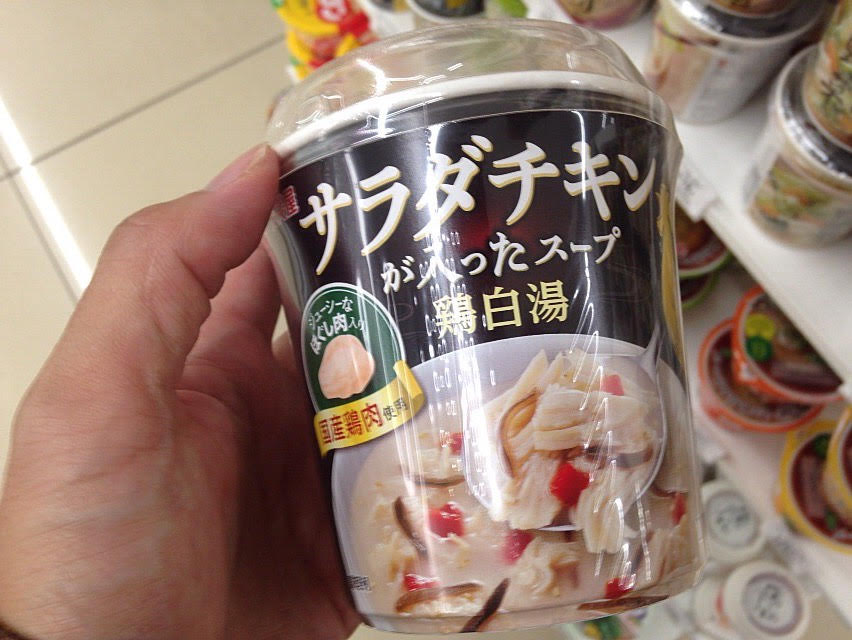 屋
サラダチキン
が入ったスープ
鶏白湯
ジューシーな
ほぐし肉入り
国産鶏肉使用